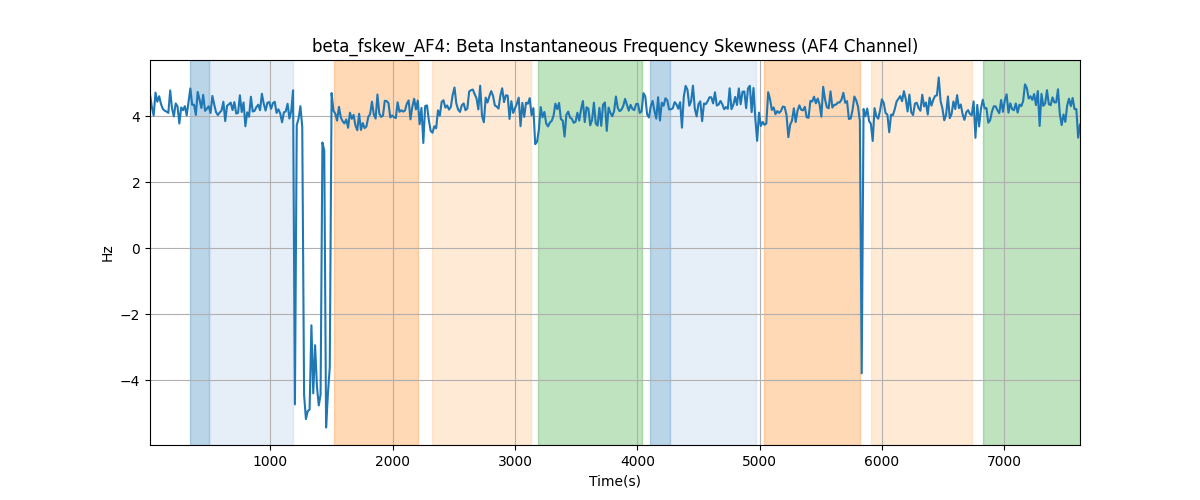 beta_fskew_AF4: Beta Instantaneous Frequency Skewness (AF4 Channel)
4
2
0
−2
−4
Hz
1000 2000 3000 4000 5000 6000 7000
Time(s)